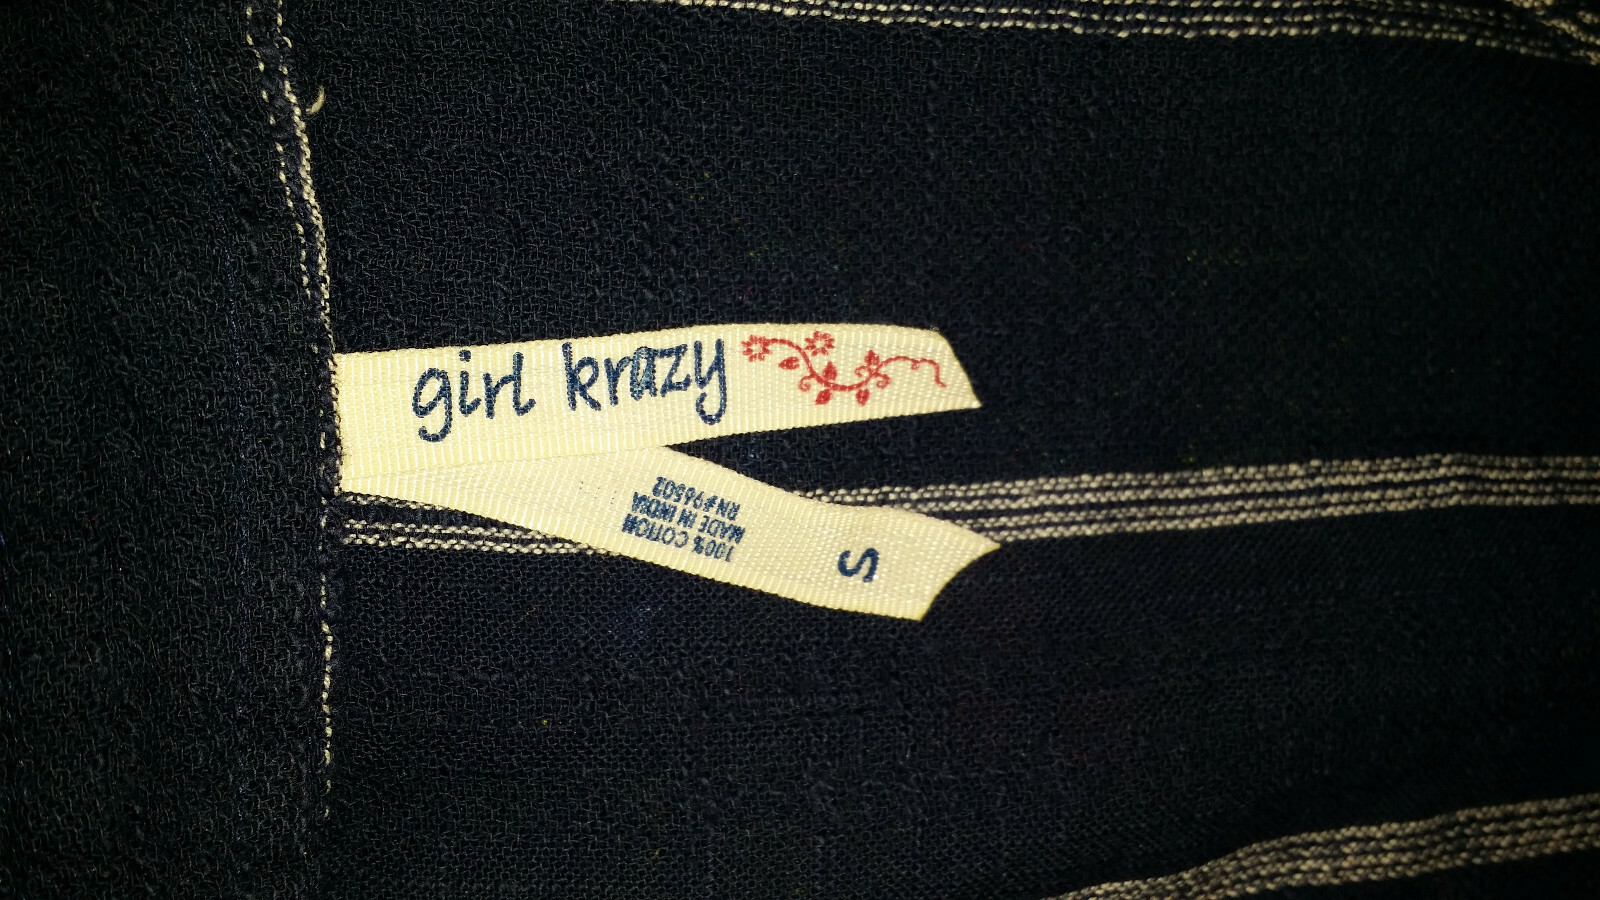 girl krazy
100% COTTON
MADE IN INDIA
RN#96502
S